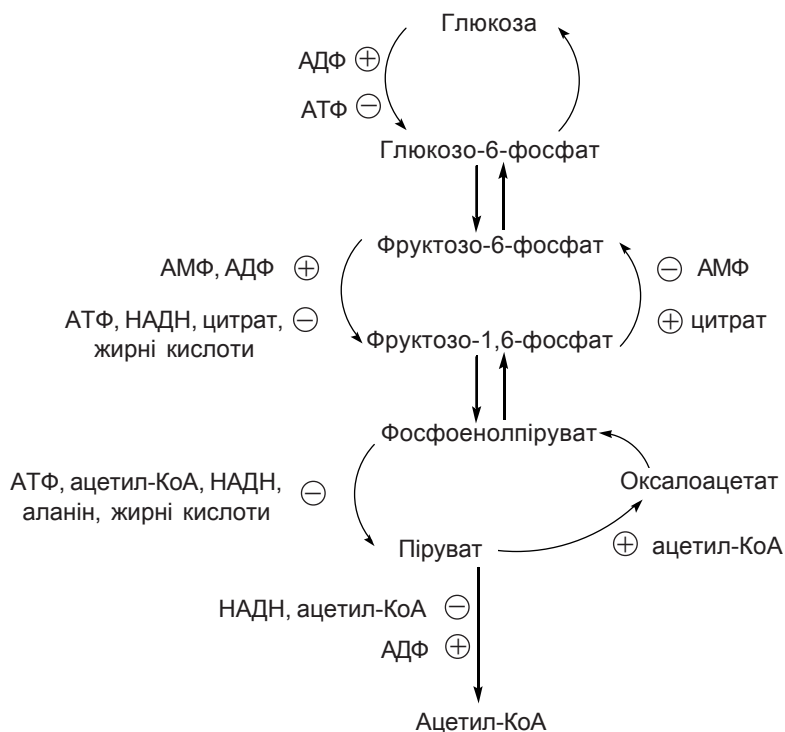 Глюкоза
АДФ ⊕
АТФ ⊖
Глюкозо-6-фосфат
Фруктозо-6-фосфат
АМФ, АДФ ⊕
⊖ АМФ
АТФ, НАДН, цитрат, ⊖
жирні кислоти
⊕ цитрат
Фруктозо-1,6-фосфат
Фосфоенолпіруват
АТФ, ацетил-КоА, НАДН, ⊖
аланін, жирні кислоти
Оксалоацетат
Піруват
⊕ ацетил-КоА
НАДН, ацетил-КоА ⊖
АДФ ⊕
Ацетил-КоА